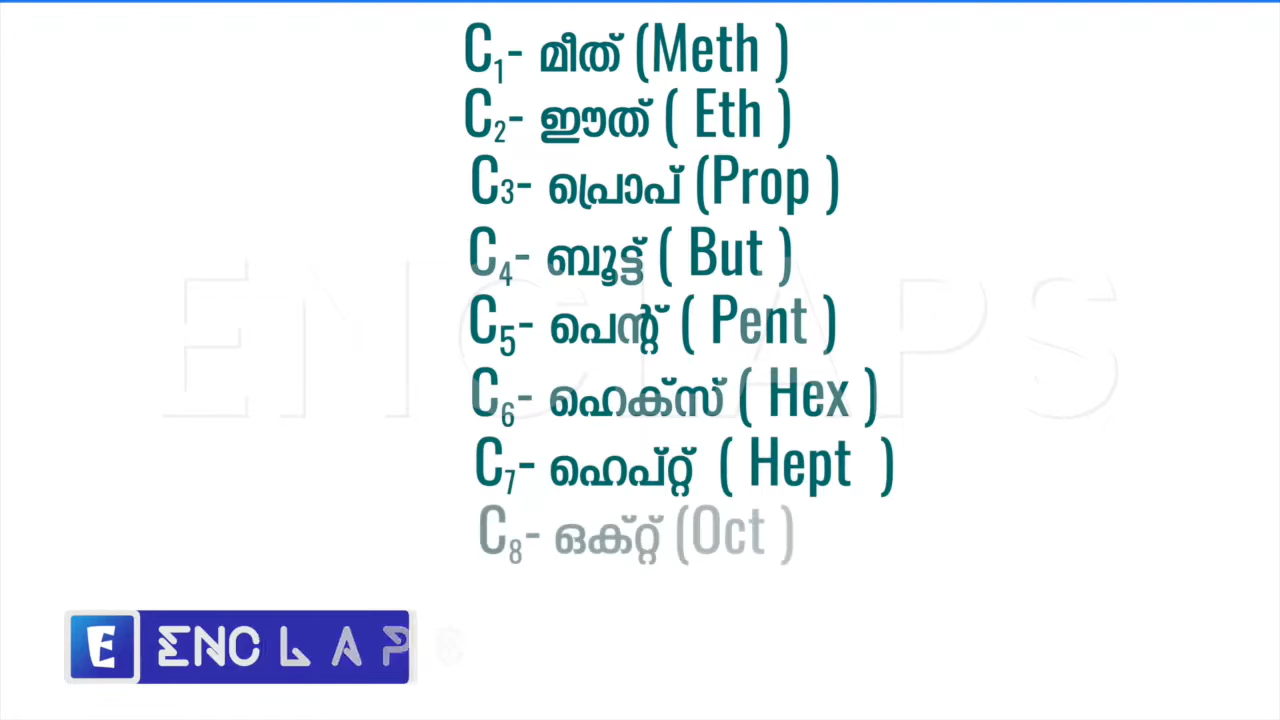 C₁- മീത് (Meth )
C₂- ഈത് ( Eth )
C₃- പ്രൊപ് (Prop )
C₄- ബൂട്ട് ( But )
C₅- പെന്റ് ( Pent )
C₆- ഹെക്സ് ( Hex )
C₇- ഹെപ്റ്റ് ( Hept )
C₈- ഒക്റ്റ് (Oct )
ENCLAPS
E ENCLAPS